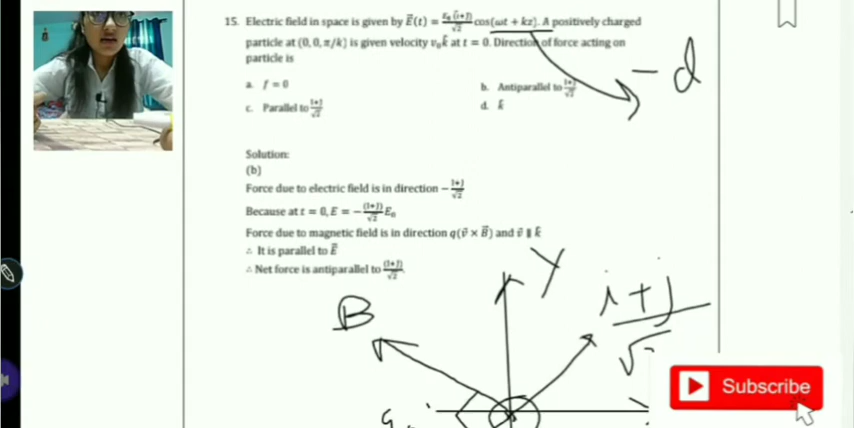 15. Electric field in space is given by E⃗(t) = E₀(î+ĵ)/√2 cos(ωt + kz). A positively charged
particle at (0, 0, π/k) is given velocity v₀k̂ at t = 0. Direction of force acting on
particle is
a. f = 0
b. Antiparallel to (î+ĵ)/√2
c. Parallel to (î+ĵ)/√2
d. k̂
- d
Solution:
(b)
Force due to electric field is in direction − (î+ĵ)/√2
Because at t = 0, E = − (î+ĵ)/√2 E₀
Force due to magnetic field is in direction q(v⃗ × B⃗) and v⃗ ∥ k̂
∴ It is parallel to E⃗
∴ Net force is antiparallel to (î+ĵ)/√2
Y
i + j
√
B
Subscribe